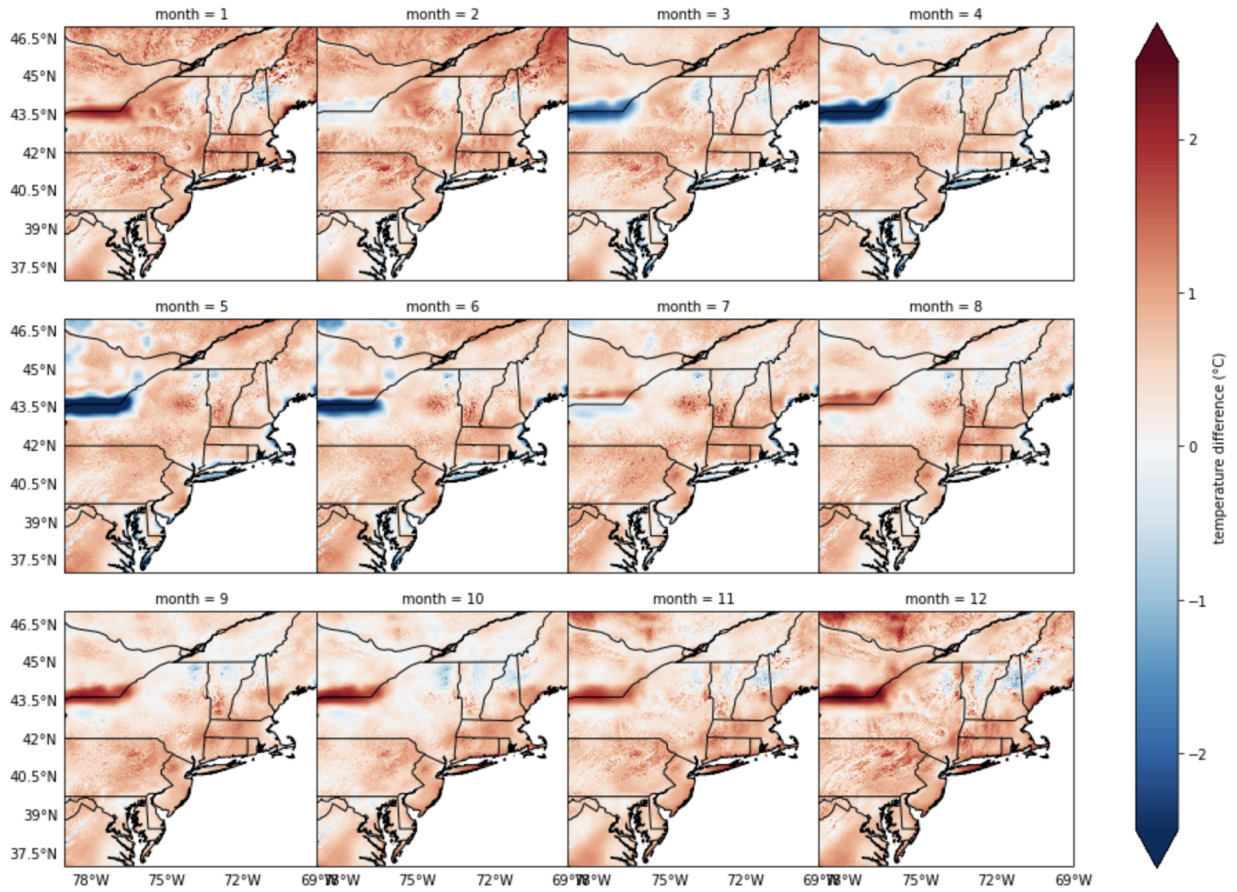 month = 1 month = 2 month = 3 month = 4
46.5°N
45°N
43.5°N
42°N
40.5°N
39°N
37.5°N
month = 5 month = 6 month = 7 month = 8
46.5°N
45°N
43.5°N
42°N
40.5°N
39°N
37.5°N
month = 9 month = 10 month = 11 month = 12
46.5°N
45°N
43.5°N
42°N
40.5°N
39°N
37.5°N
78°W 75°W 72°W 69°W 75°W 72°W 69°W 75°W 72°W 69°W 78°W 75°W 72°W 69°W
2
1
0
−1
−2
temperature difference (°C)